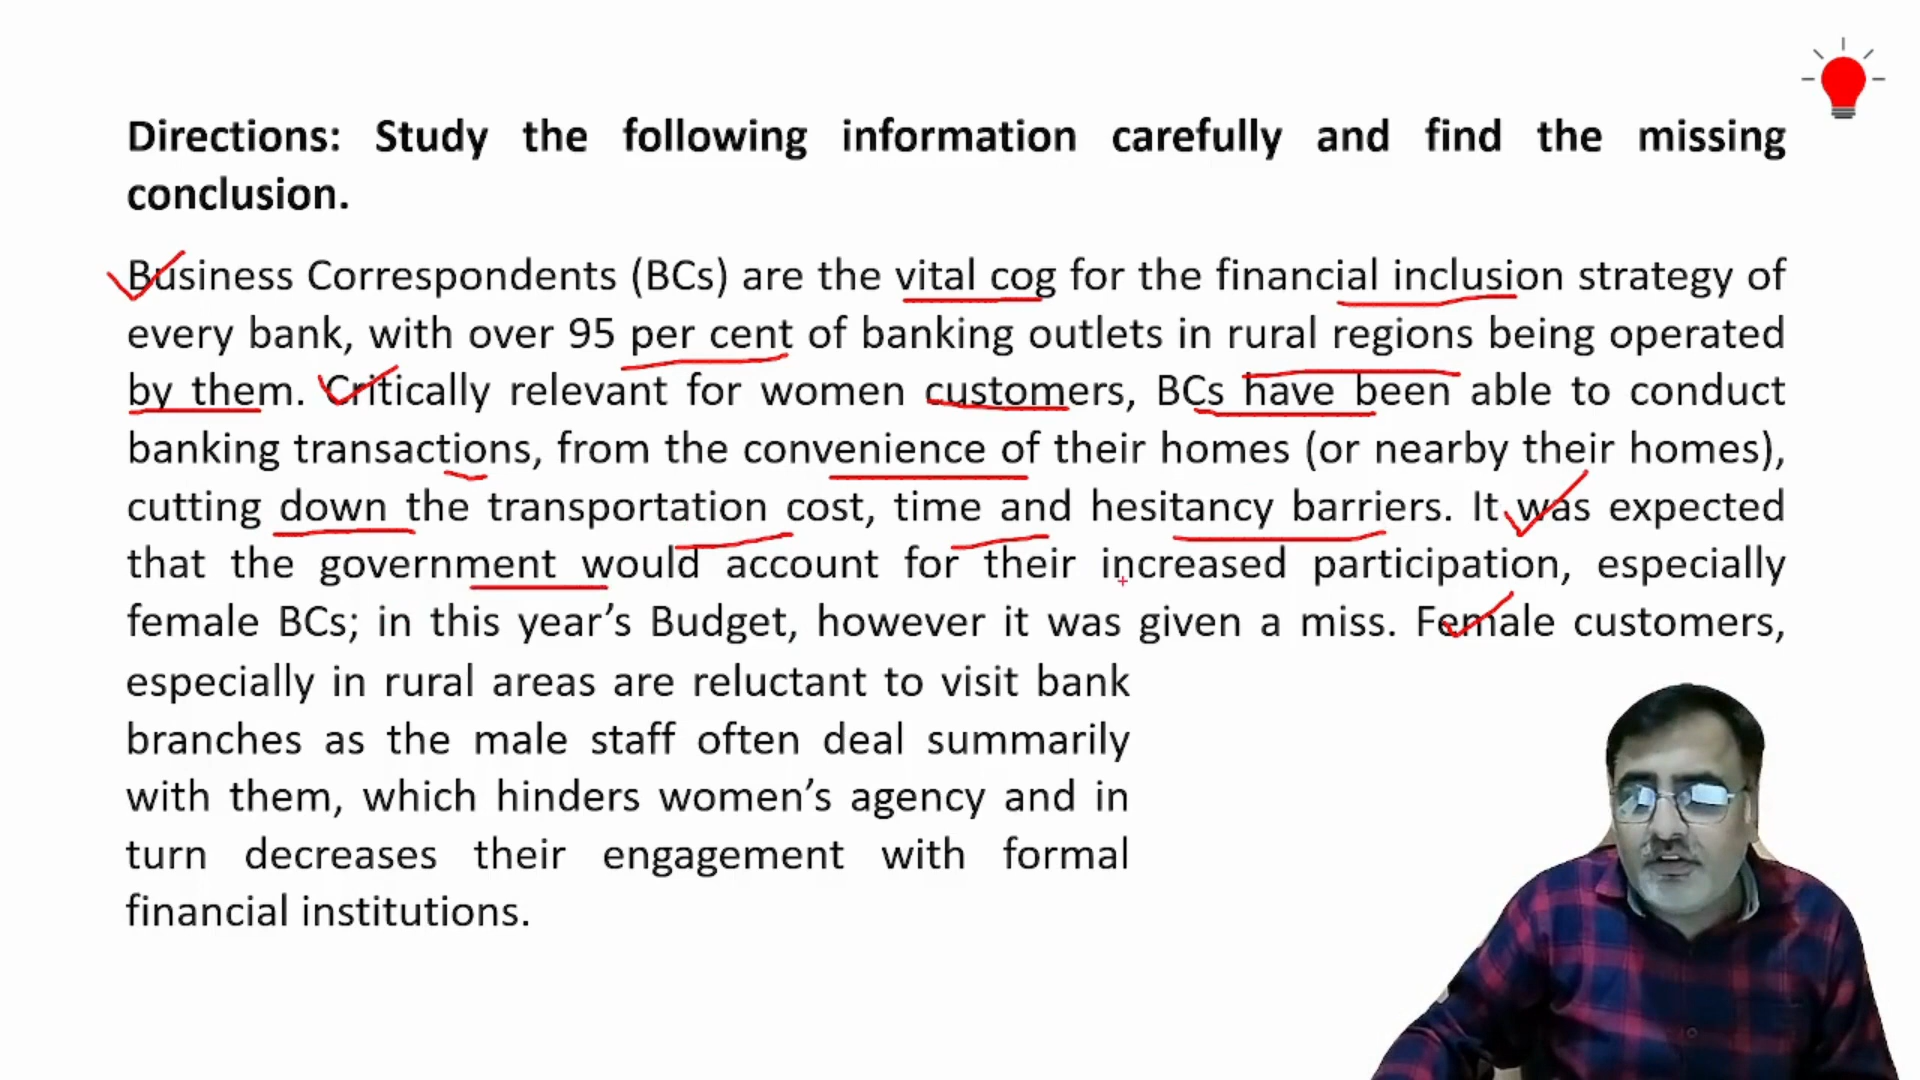 Directions: Study the following information carefully and find the missing
conclusion.
Business Correspondents (BCs) are the vital cog for the financial inclusion strategy of
every bank, with over 95 per cent of banking outlets in rural regions being operated
by them. Critically relevant for women customers, BCs have been able to conduct
banking transactions, from the convenience of their homes (or nearby their homes),
cutting down the transportation cost, time and hesitancy barriers. It was expected
that the government would account for their increased participation, especially
female BCs; in this year’s Budget, however it was given a miss. Female customers,
especially in rural areas are reluctant to visit bank
branches as the male staff often deal summarily
with them, which hinders women’s agency and in
turn decreases their engagement with formal
financial institutions.